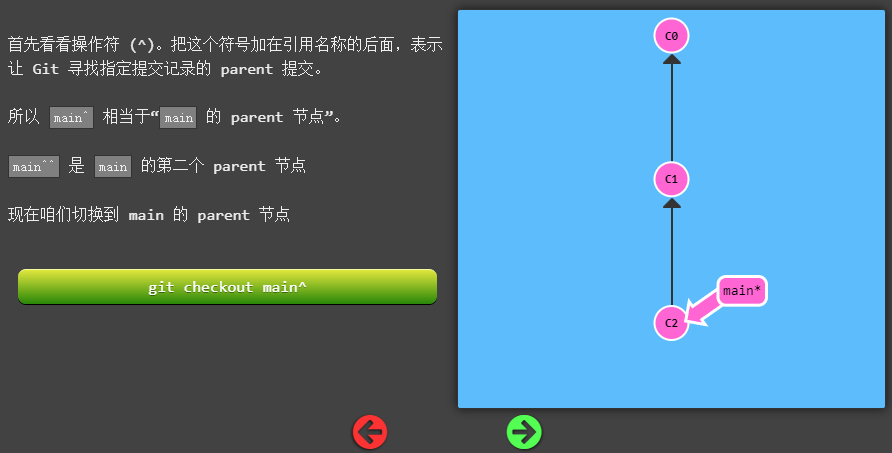 首先看看操作符 (^)。把这个符号加在引用名称的后面，表示
让 Git 寻找指定提交记录的 parent 提交。
所以 main^ 相当于“main 的 parent 节点”。
main^^ 是 main 的第二个 parent 节点
现在咱们切换到 main 的 parent 节点
git checkout main^
C0
C1
main*
C2